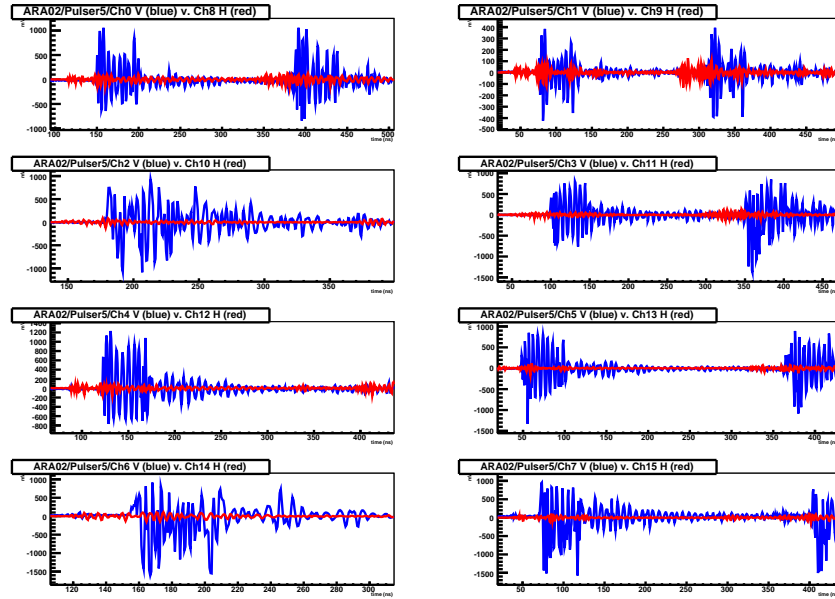 ARA02/Pulser5/Ch0 V (blue) v. Ch8 H (red)
1000
500
0
-500
-1000
100 150 200 250 300 350 400 450 500
time (ns)
ARA02/Pulser5/Ch1 V (blue) v. Ch9 H (red)
400
300
200
100
0
-100
-200
-300
-400
-500
50 100 150 200 250 300 350 400 450
time (ns)
ARA02/Pulser5/Ch2 V (blue) v. Ch10 H (red)
1000
500
0
-500
-1000
150 200 250 300 350
time (ns)
ARA02/Pulser5/Ch3 V (blue) v. Ch11 H (red)
1000
500
0
-500
-1000
-1500
50 100 150 200 250 300 350 400 450
time (ns)
ARA02/Pulser5/Ch4 V (blue) v. Ch12 H (red)
1400
1200
1000
800
600
400
200
0
-200
-400
-600
-800
100 150 200 250 300 350 400
time (ns)
ARA02/Pulser5/Ch5 V (blue) v. Ch13 H (red)
1000
500
0
-500
-1000
-1500
50 100 150 200 250 300 350 400
time (ns)
ARA02/Pulser5/Ch6 V (blue) v. Ch14 H (red)
1000
500
0
-500
-1000
-1500
120 140 160 180 200 220 240 260 280 300
time (ns)
ARA02/Pulser5/Ch7 V (blue) v. Ch15 H (red)
1000
500
0
-500
-1000
-1500
50 100 150 200 250 300 350 400
time (ns)